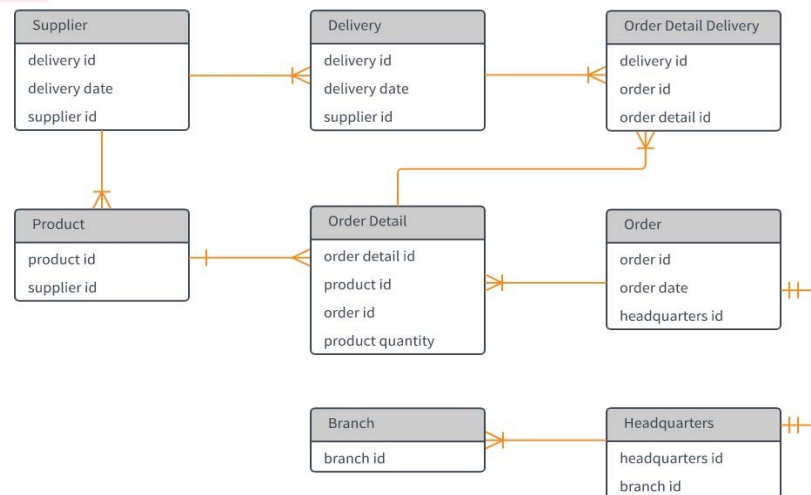 Supplier
delivery id
delivery date
supplier id
Delivery
delivery id
delivery date
supplier id
Order Detail Delivery
delivery id
order id
order detail id
Product
product id
supplier id
Order Detail
order detail id
product id
order id
product quantity
Order
order id
order date
headquarters id
Branch
branch id
Headquarters
headquarters id
branch id